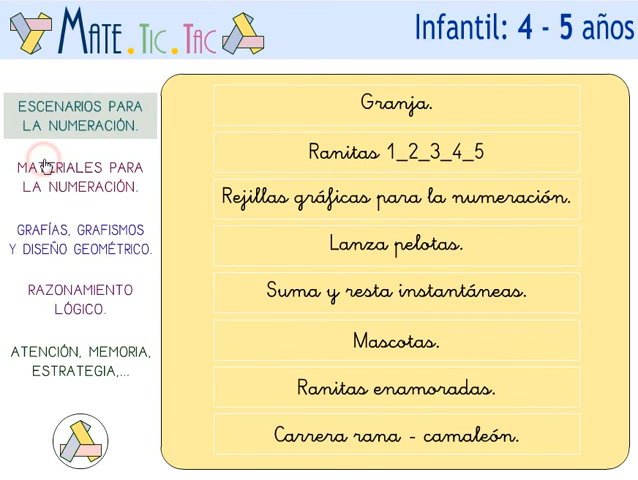 MATE.TIC.TAC
Infantil: 4 - 5 años
ESCENARIOS PARA
LA NUMERACIÓN.
MATERIALES PARA
LA NUMERACIÓN.
GRAFÍAS, GRAFISMOS
Y DISEÑO GEOMÉTRICO.
RAZONAMIENTO
LÓGICO.
ATENCIÓN, MEMORIA,
ESTRATEGIA,...
Granja.
Ranitas 1_2_3_4_5
Rejillas gráficas para la numeración.
Lanza pelotas.
Suma y resta instantáneas.
Mascotas.
Ranitas enamoradas.
Carrera rana - camaleón.